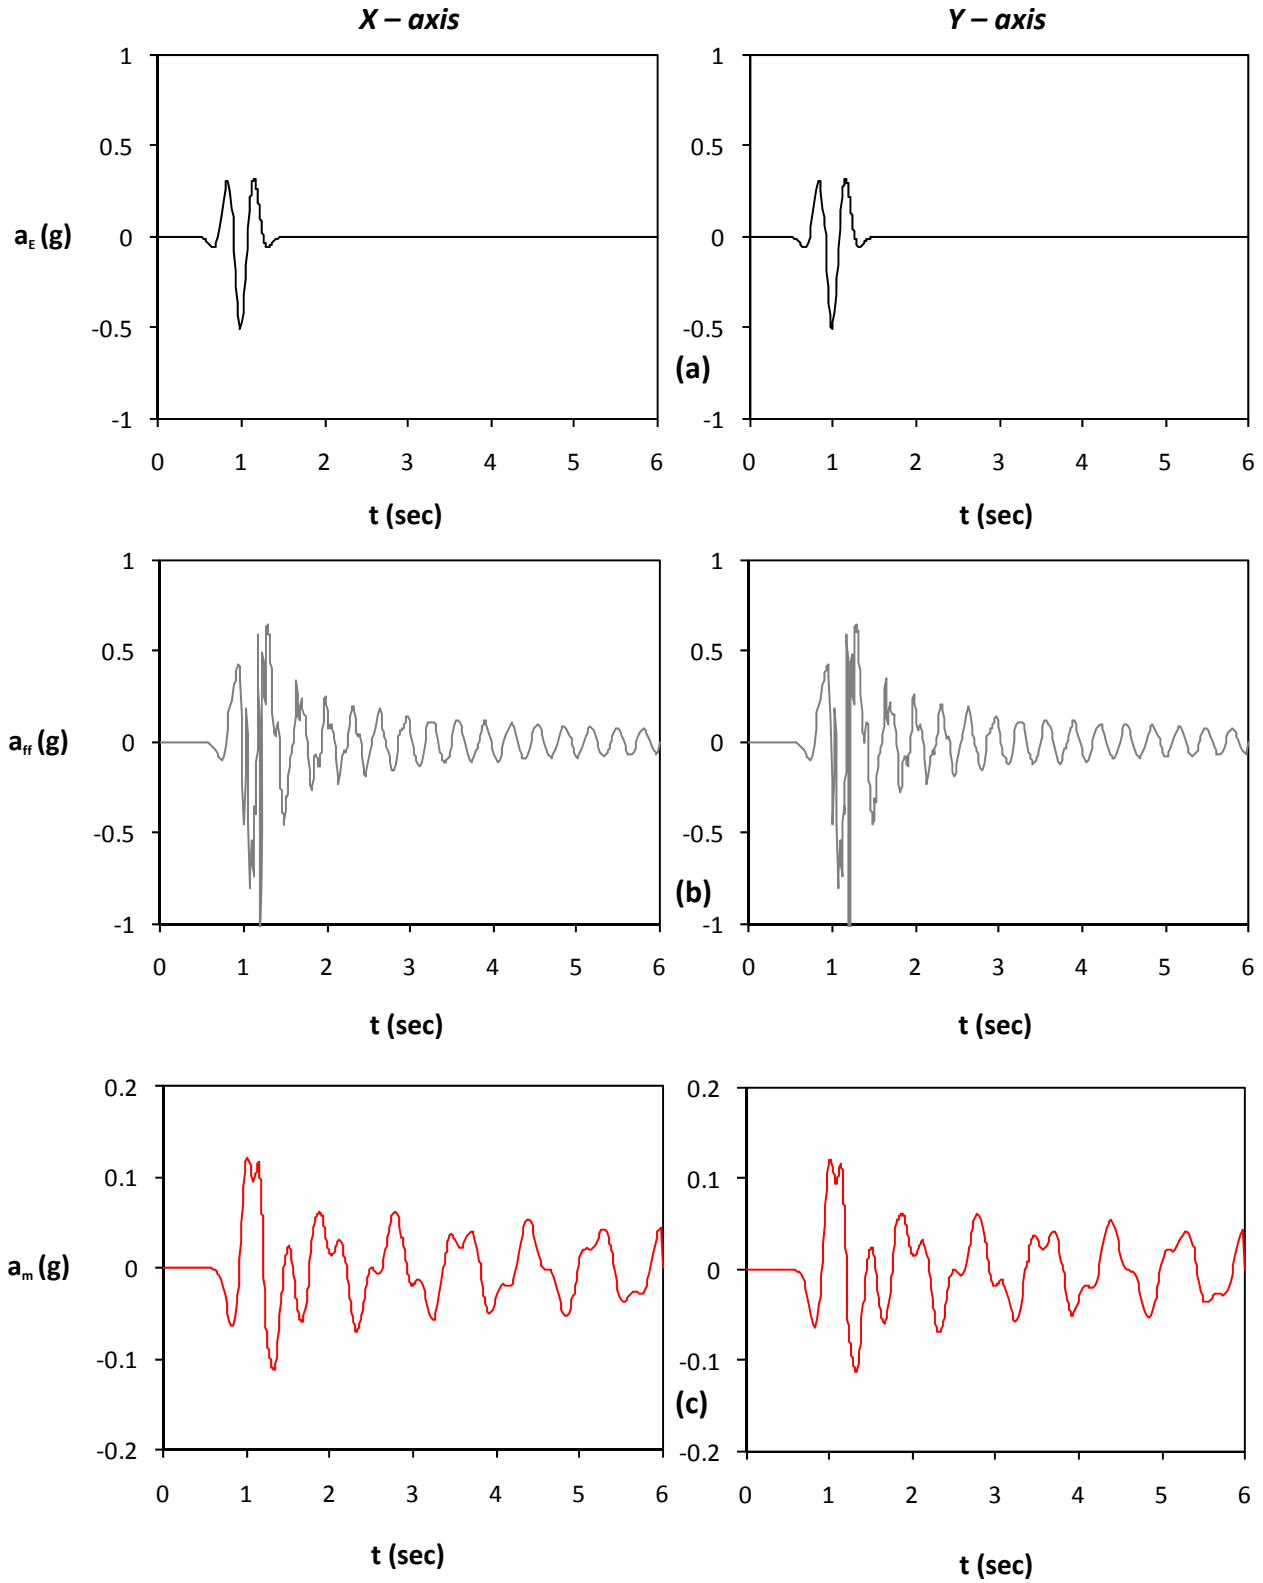 X – axis Y – axis
1 1
0.5 0.5
a_E (g) 0 0
-0.5 -0.5
(a)
-1 -1
0 1 2 3 4 5 6 0 1 2 3 4 5 6
t (sec) t (sec)
1 1
0.5 0.5
a_ff (g) 0 0
-0.5 -0.5
(b)
-1 -1
0 1 2 3 4 5 6 0 1 2 3 4 5 6
t (sec) t (sec)
0.2 0.2
0.1 0.1
a_m (g) 0 0
-0.1 -0.1
(c)
-0.2 -0.2
0 1 2 3 4 5 6 0 1 2 3 4 5 6
t (sec) t (sec)